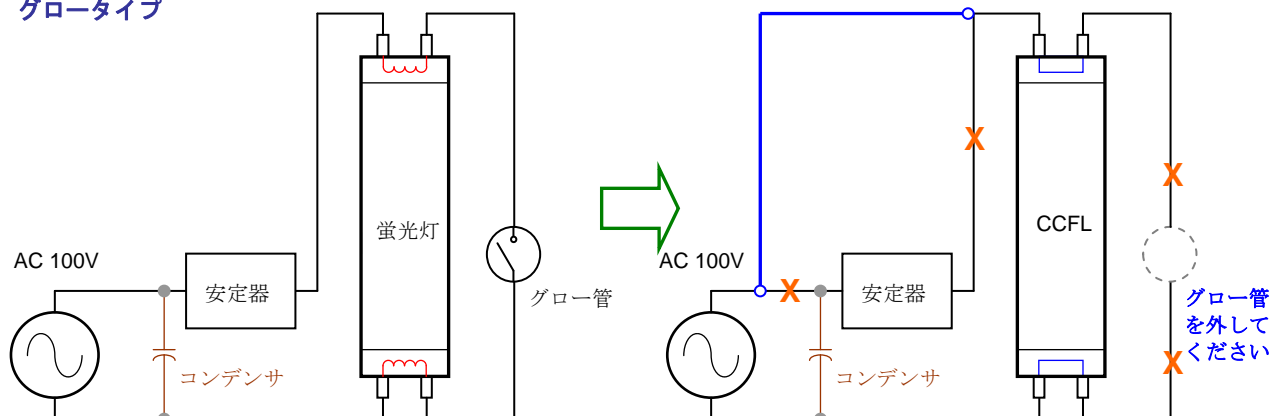 グロータイプ
蛍光灯
AC 100V
安定器
グロー管
コンデンサ
X
X
CCFL
AC 100V
X
安定器
グロー管
を外して
ください
X
コンデンサ